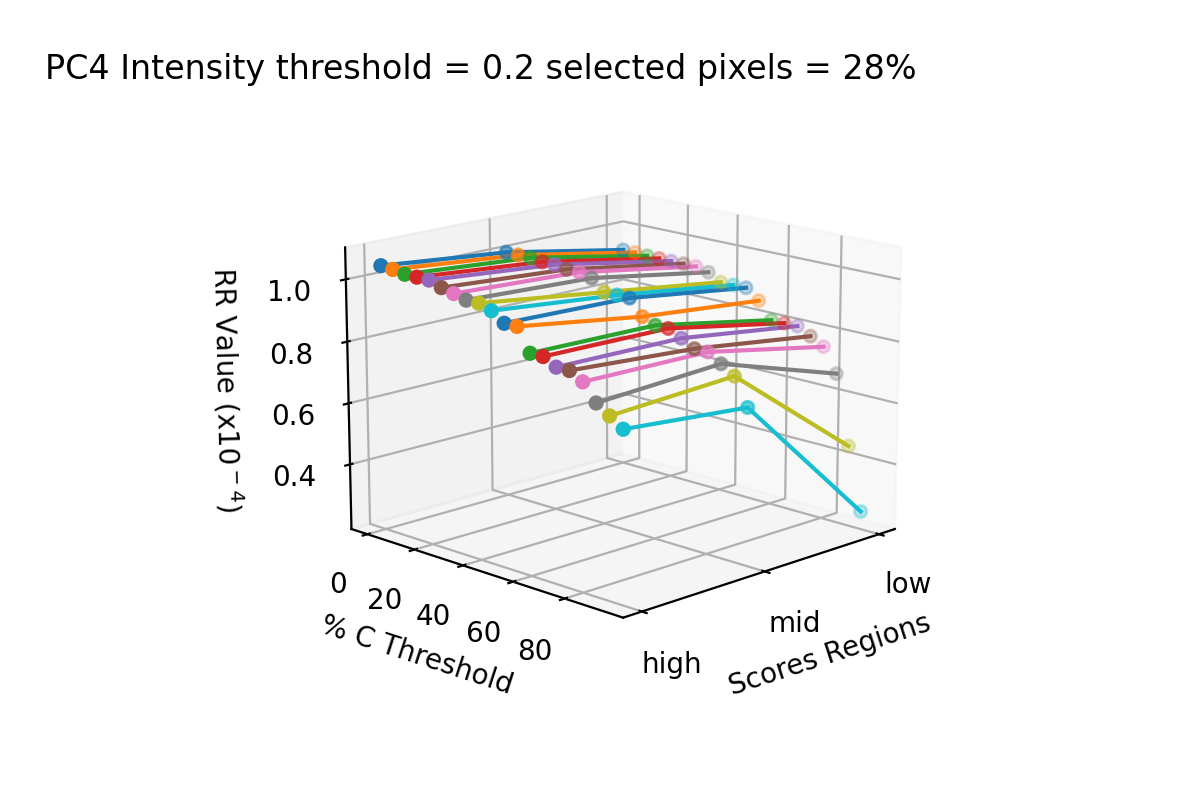 PC4 Intensity threshold = 0.2 selected pixels = 28%
RR Value (x10⁻⁴)
1.0
0.8
0.6
0.4
0
20
40
60
80
% C Threshold
high
mid
low
Scores Regions